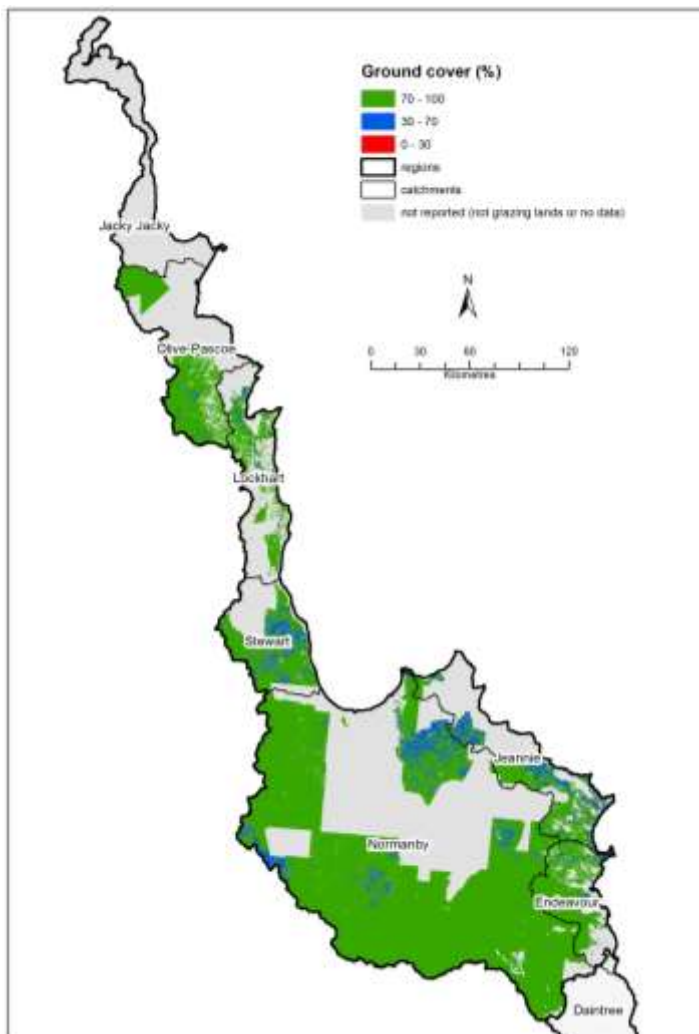 Ground cover (%)
70 - 100
30 - 70
0 - 30
regions
catchments
not reported (not grazing lands or no data)
Jacky Jacky
N
0 30 60 120
Kilometres
Olive-Pascoe
Lockhart
Stewart
Jeannie
Normanby
Endeavour
Daintree